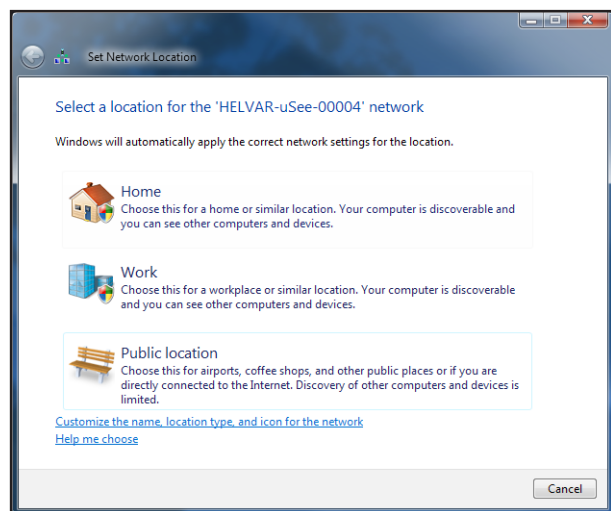 Set Network Location
Select a location for the 'HELVAR-uSee-00004' network
Windows will automatically apply the correct network settings for the location.
Home
Choose this for a home or similar location. Your computer is discoverable and
you can see other computers and devices.
Work
Choose this for a workplace or similar location. Your computer is discoverable
and you can see other computers and devices.
Public location
Choose this for airports, coffee shops, and other public places or if you are
directly connected to the Internet. Discovery of other computers and devices is
limited.
Customize the name, location type, and icon for the network
Help me choose
Cancel